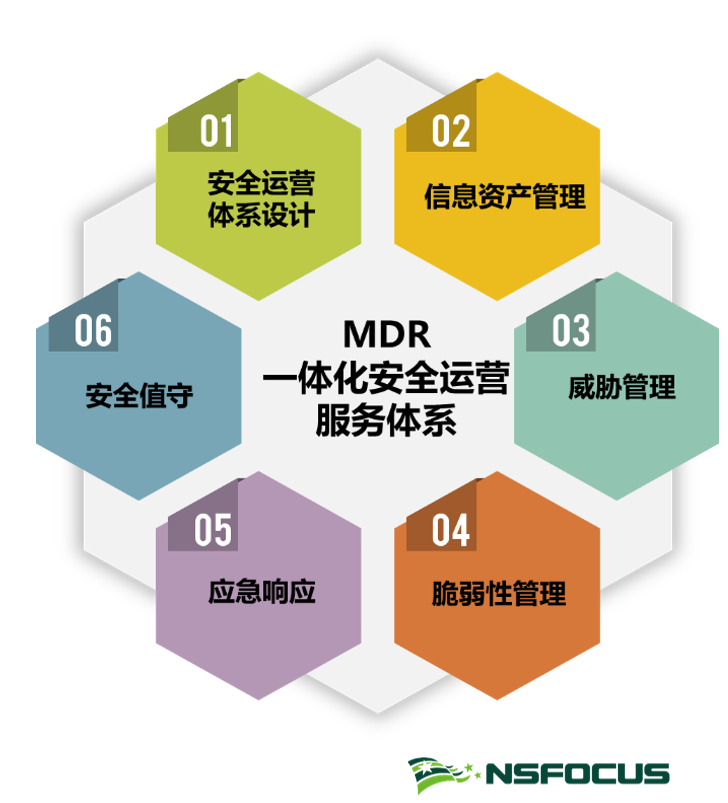 01
安全运营
体系设计
02
信息资产管理
03
威胁管理
04
脆弱性管理
05
应急响应
06
安全值守
MDR
一体化安全运营
服务体系
NSFOCUS